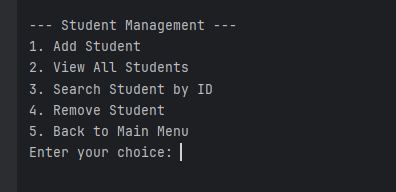 --- Student Management ---
1. Add Student
2. View All Students
3. Search Student by ID
4. Remove Student
5. Back to Main Menu
Enter your choice: